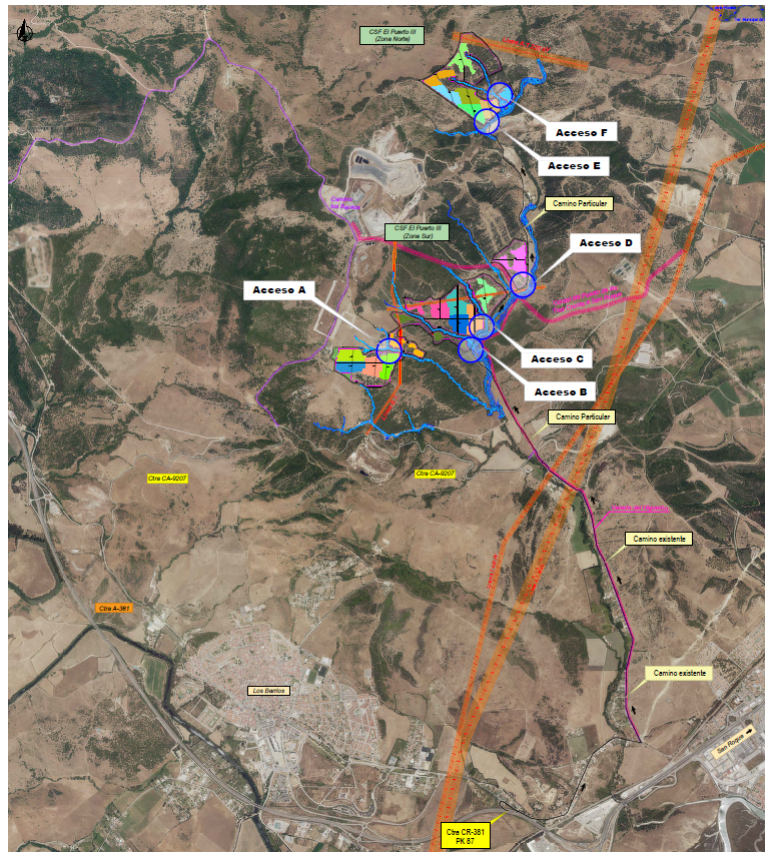 CSF El Puerto III
(Zona Norte)
Acceso F
Acceso E
Camino Particular
CSF El Puerto III
(Zona Sur)
Acceso D
Acceso A
Acceso C
Acceso B
Camino Particular
Ctra CA-9207
Ctra CA-9207
Camino existente
Ctra A-381
Camino existente
Los Barrios
San Roque
Ctra CR-381
PK 87